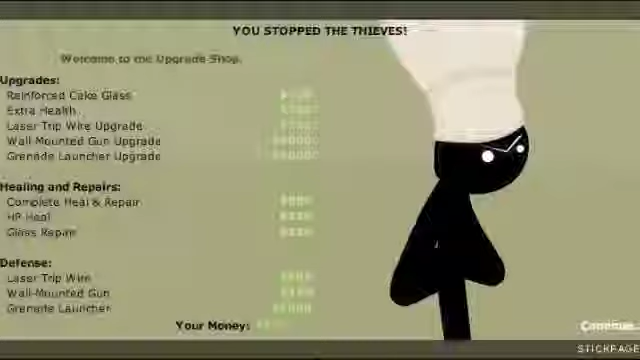 YOU STOPPED THE THIEVES!
Welcome to the Upgrade Shop.
Upgrades:
Reinforced Cake Glass
Extra Health
Laser Trip Wire Upgrade
Wall Mounted Gun Upgrade
Grenade Launcher Upgrade
Healing and Repairs:
Complete Heal & Repair
HP Heal
Glass Repair
Defense:
Laser Trip Wire
Wall-Mounted Gun
Grenade Launcher
Your Money:
Continue...
STICKPAGE